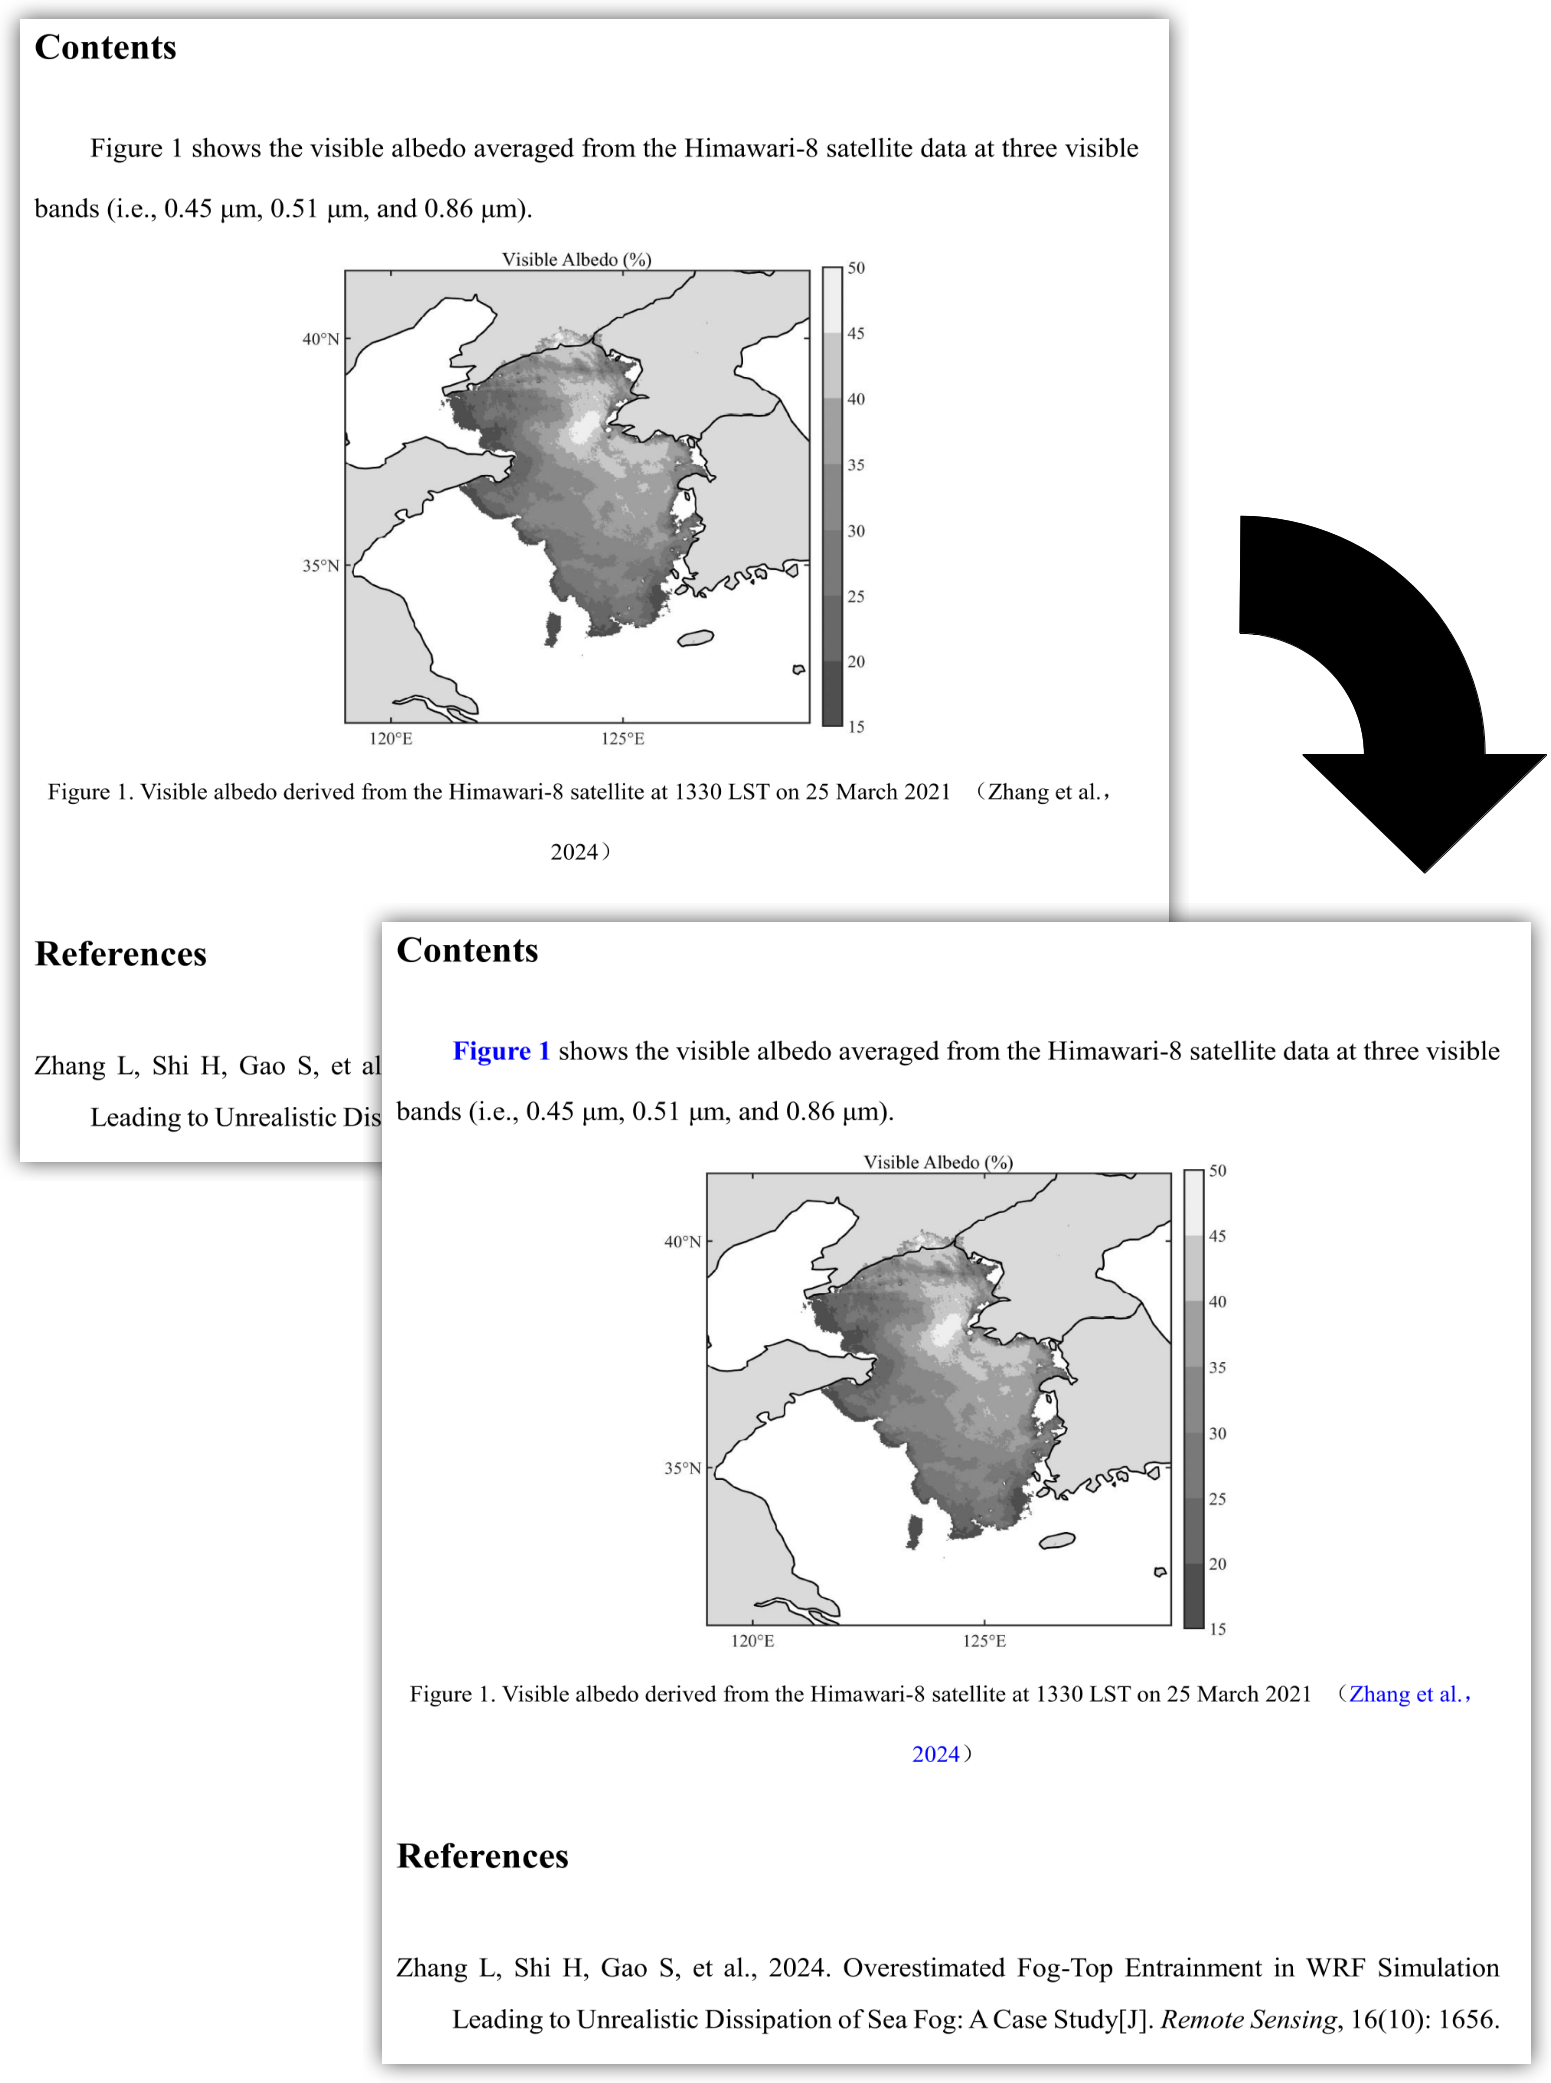 Contents
Figure 1 shows the visible albedo averaged from the Himawari-8 satellite data at three visible
bands (i.e., 0.45 μm, 0.51 μm, and 0.86 μm).
Visible Albedo (%)
50
45
40
35
30
25
20
15
40°N
35°N
120°E 125°E
Figure 1. Visible albedo derived from the Himawari-8 satellite at 1330 LST on 25 March 2021 （Zhang et al.，
2024）
References
Zhang L, Shi H, Gao S, et al
Leading to Unrealistic Dis
Contents
Figure 1 shows the visible albedo averaged from the Himawari-8 satellite data at three visible
bands (i.e., 0.45 μm, 0.51 μm, and 0.86 μm).
Visible Albedo (%)
50
45
40
35
30
25
20
15
40°N
35°N
120°E 125°E
Figure 1. Visible albedo derived from the Himawari-8 satellite at 1330 LST on 25 March 2021 （Zhang et al.，
2024）
References
Zhang L, Shi H, Gao S, et al., 2024. Overestimated Fog-Top Entrainment in WRF Simulation
Leading to Unrealistic Dissipation of Sea Fog: A Case Study[J]. Remote Sensing, 16(10): 1656.